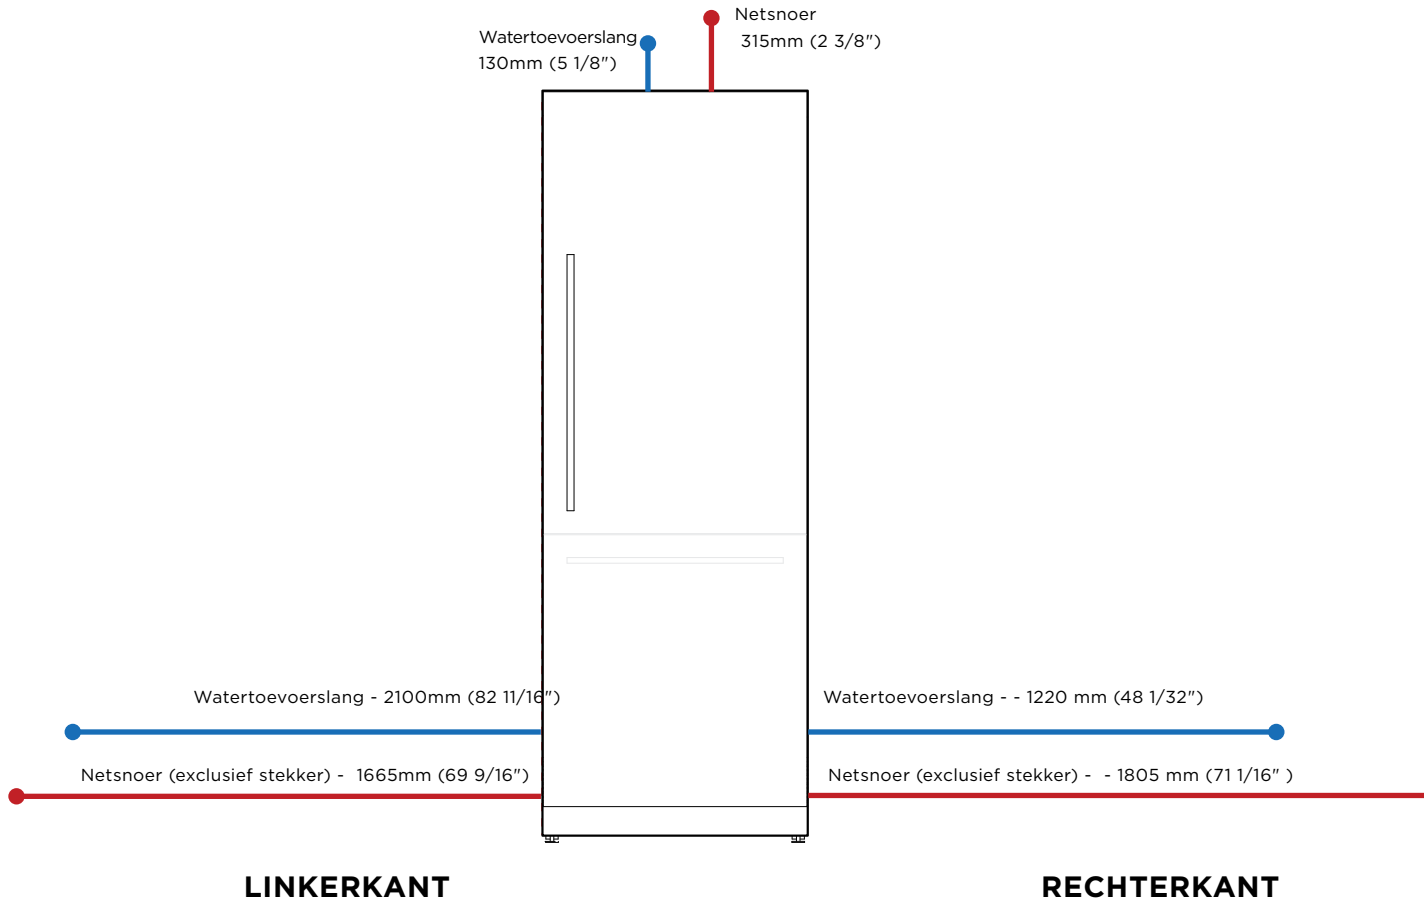 Netsnoer
315mm (2 3/8")
Watertoevoerslang
130mm (5 1/8")
Watertoevoerslang - 2100mm (82 11/16")
Watertoevoerslang - - 1220 mm (48 1/32")
Netsnoer (exclusief stekker) - 1665mm (69 9/16")
Netsnoer (exclusief stekker) - - 1805 mm (71 1/16" )
LINKERKANT
RECHTERKANT